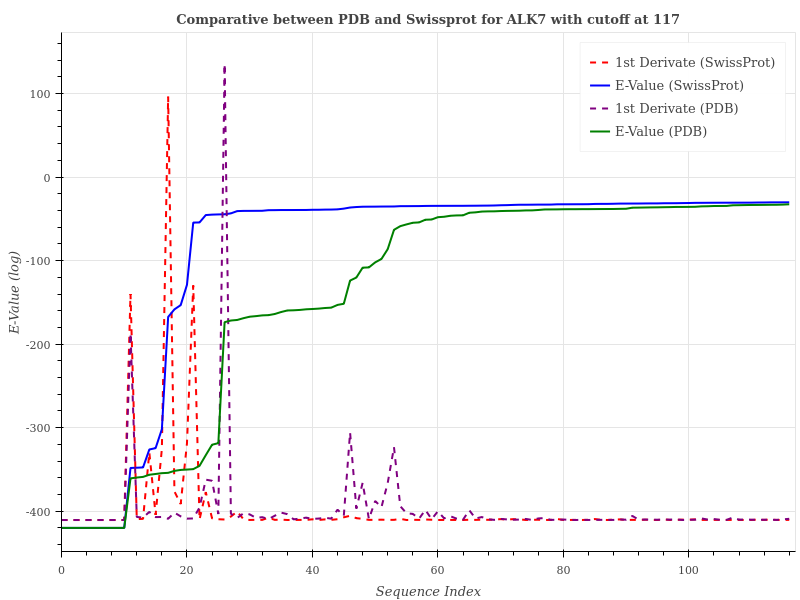 Comparative between PDB and Swissprot for ALK7 with cutoff at 117
1st Derivate (SwissProt)
E-Value (SwissProt)
1st Derivate (PDB)
E-Value (PDB)
E-Value (log)
100
0
-100
-200
-300
-400
0 20 40 60 80 100
Sequence Index